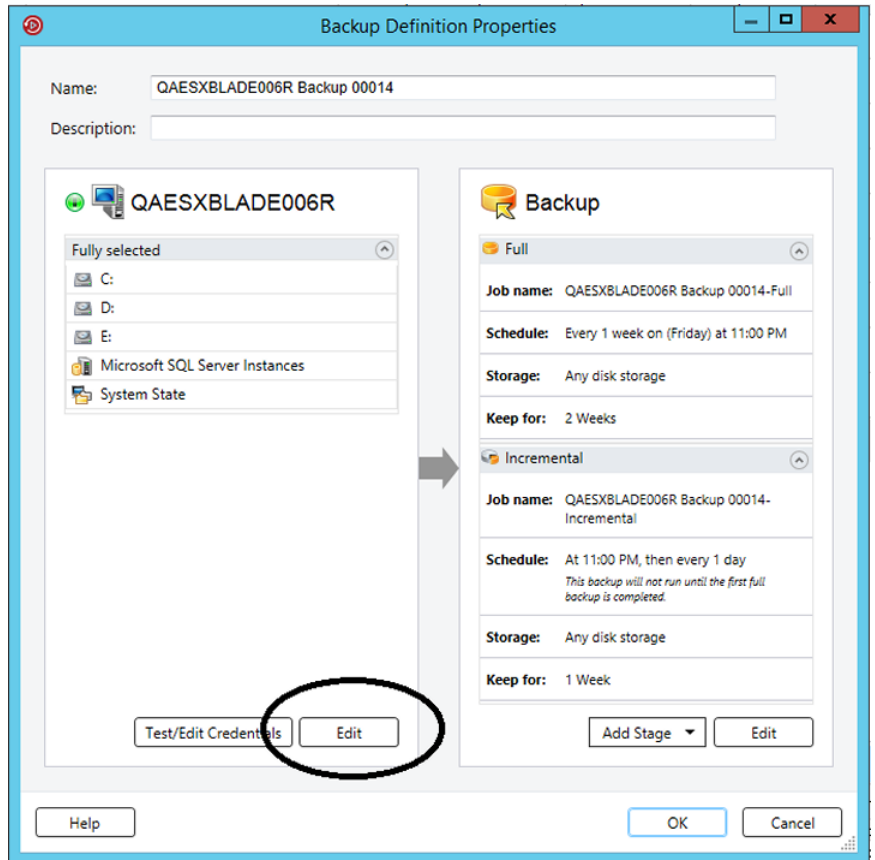 Backup Definition Properties
Name: QAESXBLADE006R Backup 00014
Description:
QAESXBLADE006R
Fully selected
C:
D:
E:
Microsoft SQL Server Instances
System State
Test/Edit Credentials
Edit
Backup
Full
Job name: QAESXBLADE006R Backup 00014-Full
Schedule: Every 1 week on (Friday) at 11:00 PM
Storage: Any disk storage
Keep for: 2 Weeks
Incremental
Job name: QAESXBLADE006R Backup 00014-
Incremental
Schedule: At 11:00 PM, then every 1 day
This backup will not run until the first full
backup is completed.
Storage: Any disk storage
Keep for: 1 Week
Add Stage
Edit
Help
OK
Cancel